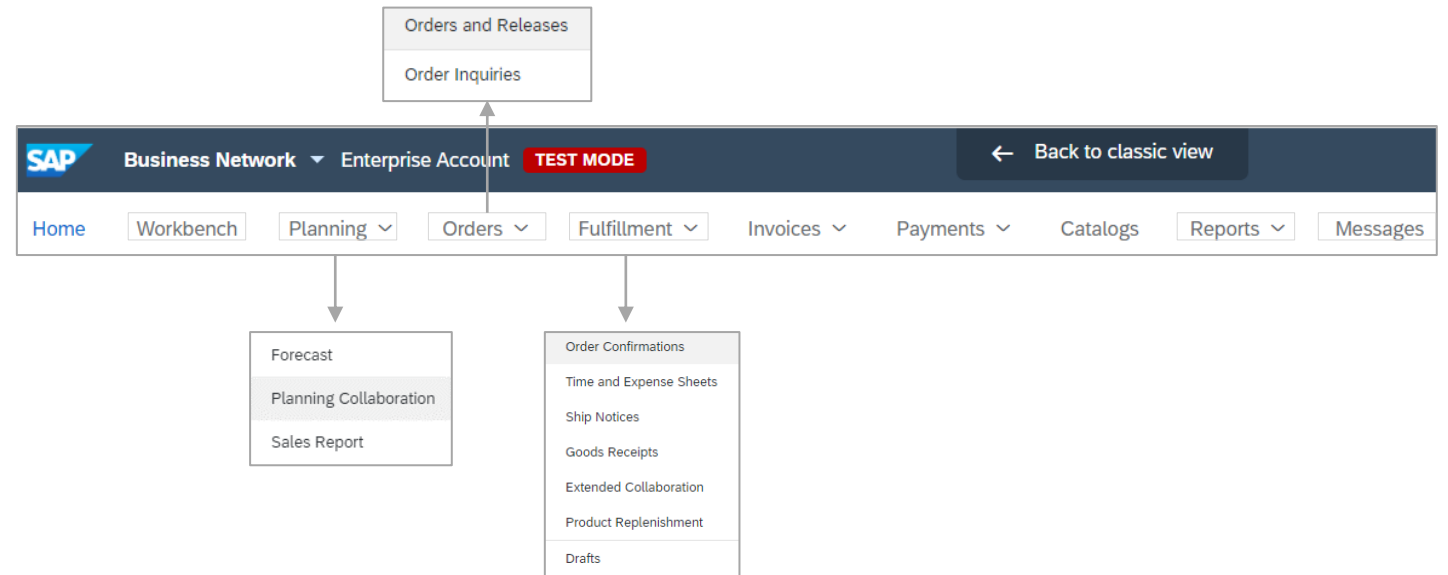 Orders and Releases
Order Inquiries
SAP Business Network Enterprise Account TEST MODE ← Back to classic view
Home Workbench Planning Orders Fulfillment Invoices Payments Catalogs Reports Messages
Forecast
Planning Collaboration
Sales Report
Order Confirmations
Time and Expense Sheets
Ship Notices
Goods Receipts
Extended Collaboration
Product Replenishment
Drafts